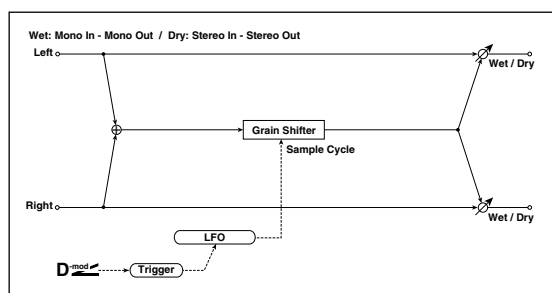 Wet: Mono In - Mono Out / Dry: Stereo In - Stereo Out
Left
Wet / Dry
Grain Shifter
Sample Cycle
Right
Wet / Dry
LFO
D-mod
Trigger